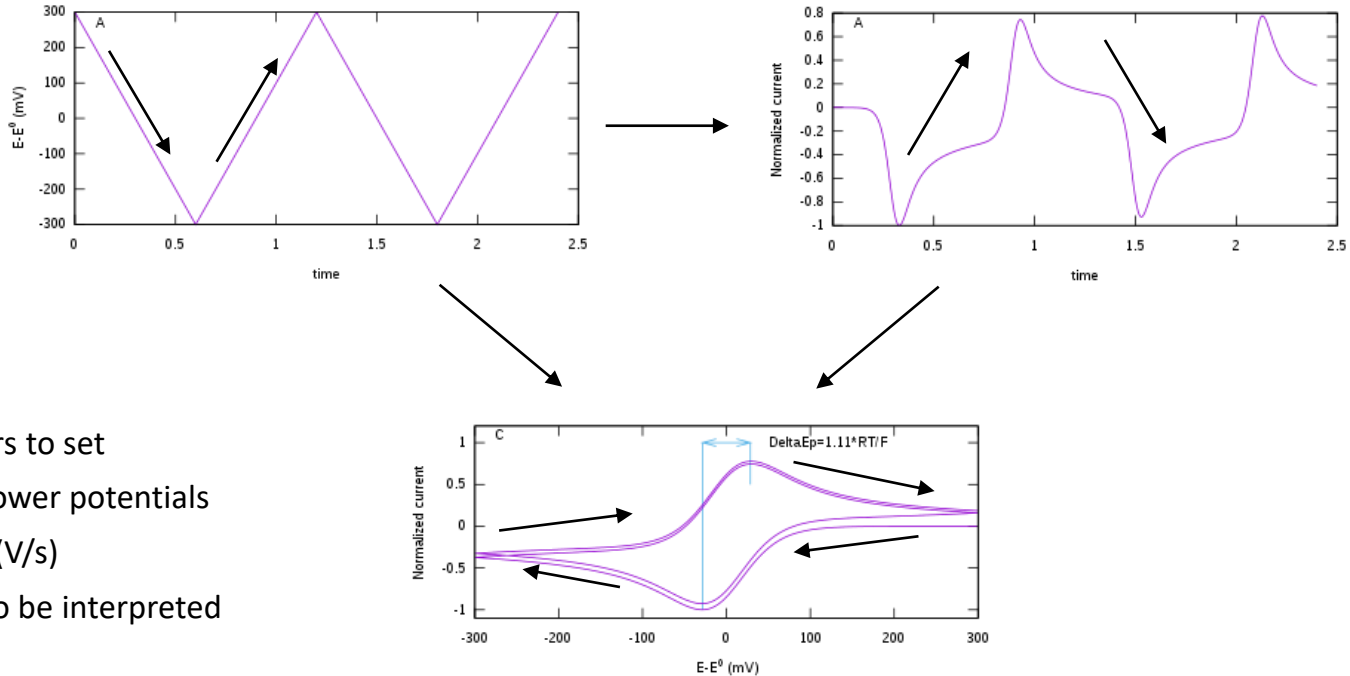 A
300
200
100
0
-100
-200
-300
E-E⁰ (mV)
0
0.5
1
1.5
2
2.5
time
A
0.8
0.6
0.4
0.2
0
-0.2
-0.4
-0.6
-0.8
-1
Normalized current
0
0.5
1
1.5
2
2.5
time
rs to set
ower potentials
(V/s)
o be interpreted
C
DeltaEp=1.11*RT/F
1
0.5
0
-0.5
-1
Normalized current
-300
-200
-100
0
100
200
300
E-E⁰ (mV)